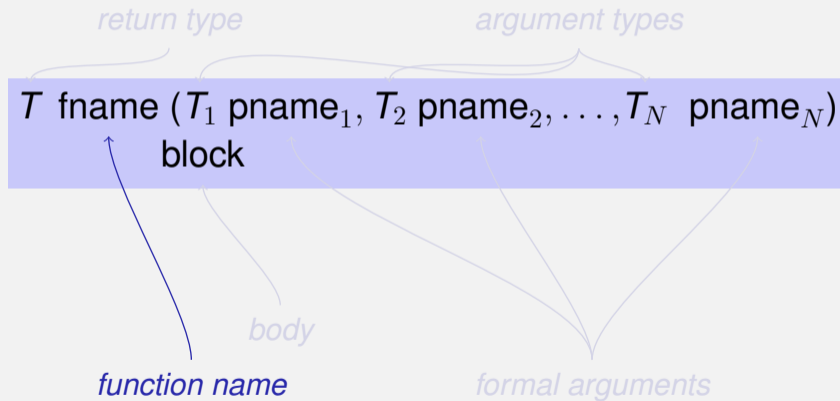 return type argument types
T fname (T₁ pname₁, T₂ pname₂, . . . ,T_N pname_N)
block
body
function name formal arguments